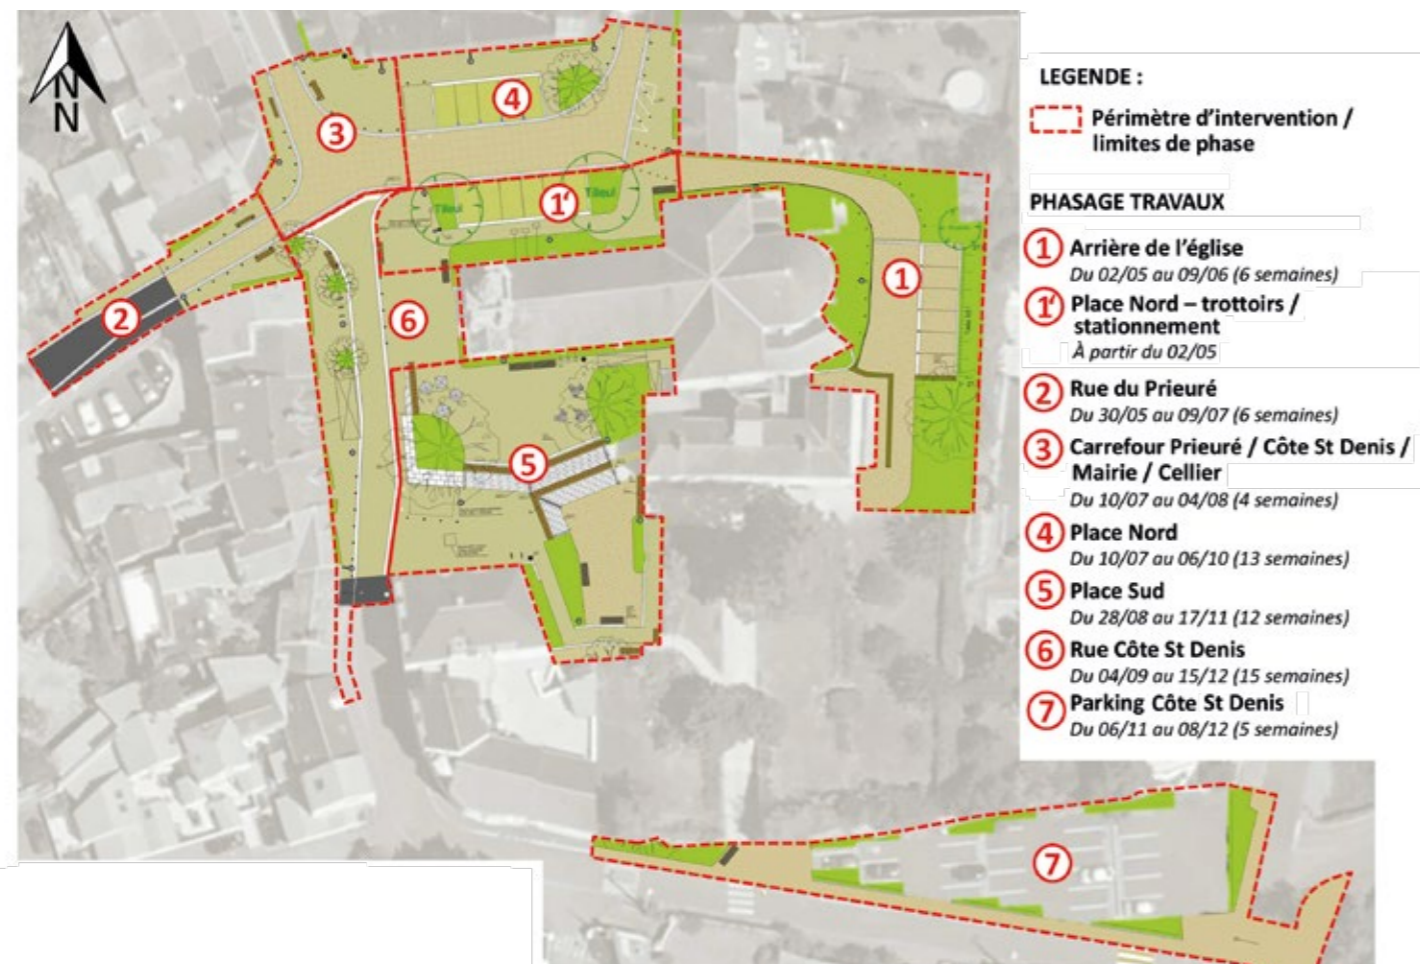 N
N
3
4
Tilleul
1'
Tilleul
2
6
1
5
7
LEGENDE :
Périmètre d'intervention /
limites de phase
PHASAGE TRAVAUX
1 Arrière de l'église
Du 02/05 au 09/06 (6 semaines)
1' Place Nord – trottoirs /
stationnement
À partir du 02/05
2 Rue du Prieuré
Du 30/05 au 09/07 (6 semaines)
3 Carrefour Prieuré / Côte St Denis /
Mairie / Cellier
Du 10/07 au 04/08 (4 semaines)
4 Place Nord
Du 10/07 au 06/10 (13 semaines)
5 Place Sud
Du 28/08 au 17/11 (12 semaines)
6 Rue Côte St Denis
Du 04/09 au 15/12 (15 semaines)
7 Parking Côte St Denis
Du 06/11 au 08/12 (5 semaines)